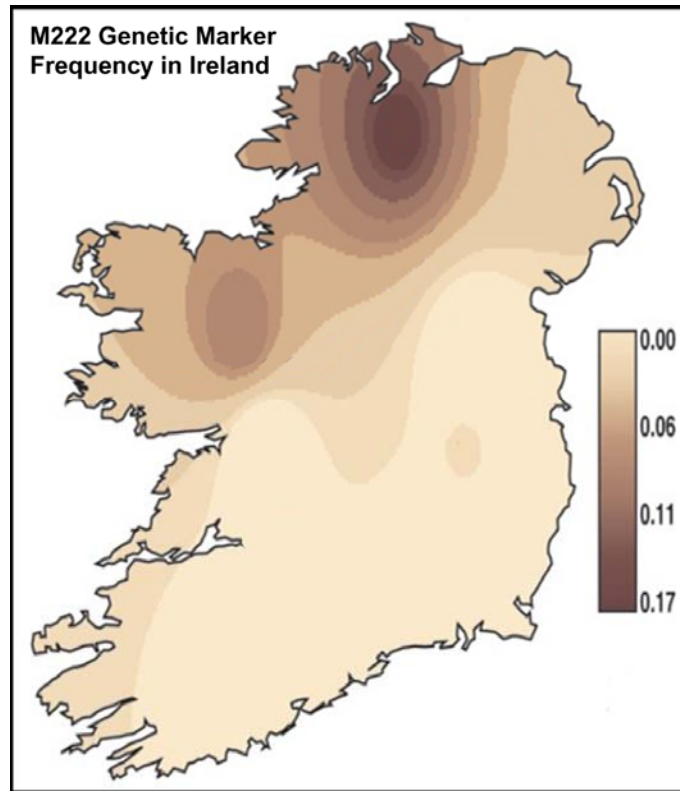 M222 Genetic Marker
Frequency in Ireland
0.00
0.06
0.11
0.17